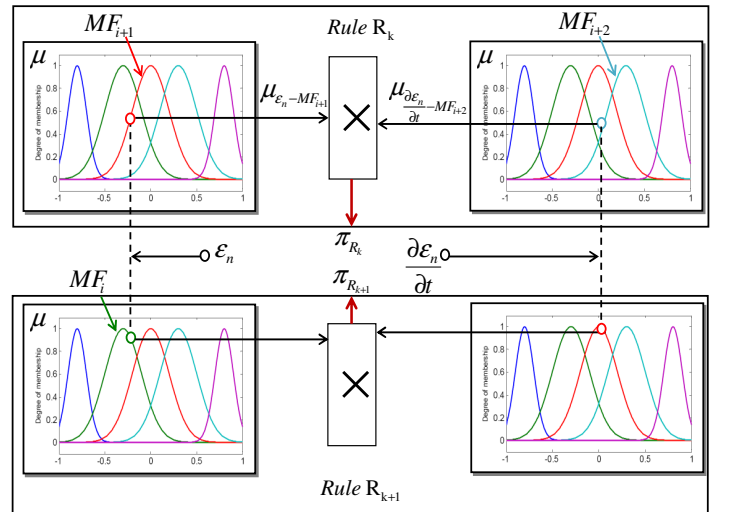 MF_{i+1}
Rule R_k
MF_{i+2}
μ
μ
1
0.8
0.6
0.4
0.2
0
Degree of membership
-1
-0.5
0
0.5
1
μ_{ε_n−MF_{i+1}}
×
μ_{∂ε_n/∂t−MF_{i+2}}
1
0.8
0.6
0.4
0.2
0
Degree of membership
-1
-0.5
0
0.5
1
π_{R_k}
ε_n
∂ε_n/∂t
π_{R_{k+1}}
MF_i
μ
1
0.8
0.6
0.4
0.2
0
Degree of membership
-1
-0.5
0
0.5
1
×
1
0.8
0.6
0.4
0.2
0
Degree of membership
-1
-0.5
0
0.5
1
Rule R_{k+1}